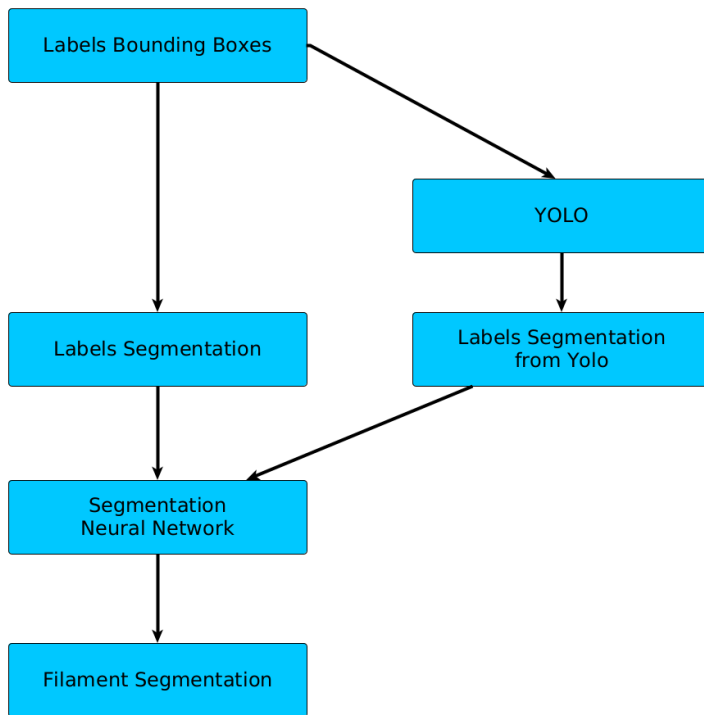 Labels Bounding Boxes
YOLO
Labels Segmentation
Labels Segmentation
from Yolo
Segmentation
Neural Network
Filament Segmentation